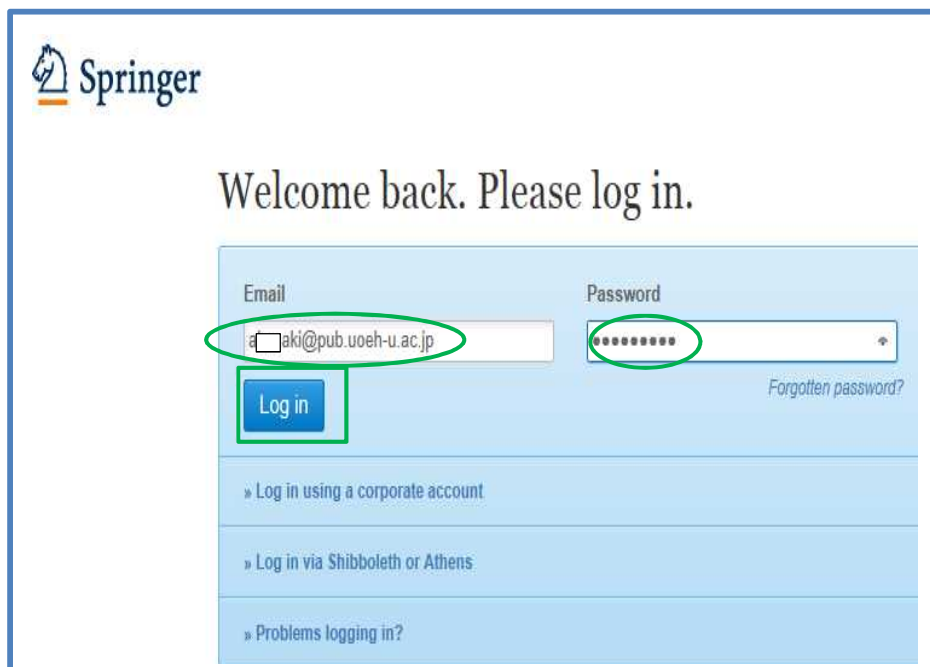 Springer
Welcome back. Please log in.
Email
Password
aki@pub.uoeh-u.ac.jp
•••••••••
Log in
Forgotten password?
» Log in using a corporate account
» Log in via Shibboleth or Athens
» Problems logging in?